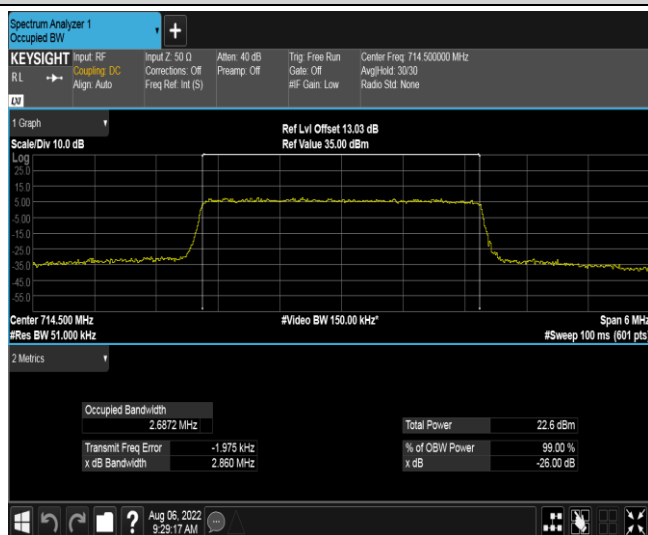 Spectrum Analyzer 1
Occupied BW
+
KEYSIGHT
RL
LXI
Input: RF
Coupling: DC
Align: Auto
Input Z: 50 Ω
Corrections: Off
Freq Ref: Int (S)
Atten: 40 dB
Preamp: Off
Trig: Free Run
Gate: Off
#IF Gain: Low
Center Freq: 714.500000 MHz
Avg|Hold: 30/30
Radio Std: None
1 Graph
Scale/Div 10.0 dB
Ref Lvl Offset 13.03 dB
Ref Value 35.00 dBm
Log
25.0
15.0
5.00
-5.00
-15.0
-25.0
-35.0
-45.0
-55.0
Center 714.500 MHz
#Res BW 51.000 kHz
#Video BW 150.00 kHz*
Span 6 MHz
#Sweep 100 ms (601 pts)
2 Metrics
Occupied Bandwidth
2.6872 MHz
Transmit Freq Error -1.975 kHz
x dB Bandwidth 2.860 MHz
Total Power 22.6 dBm
% of OBW Power 99.00 %
x dB -26.00 dB
?
Aug 06, 2022
9:29:17 AM